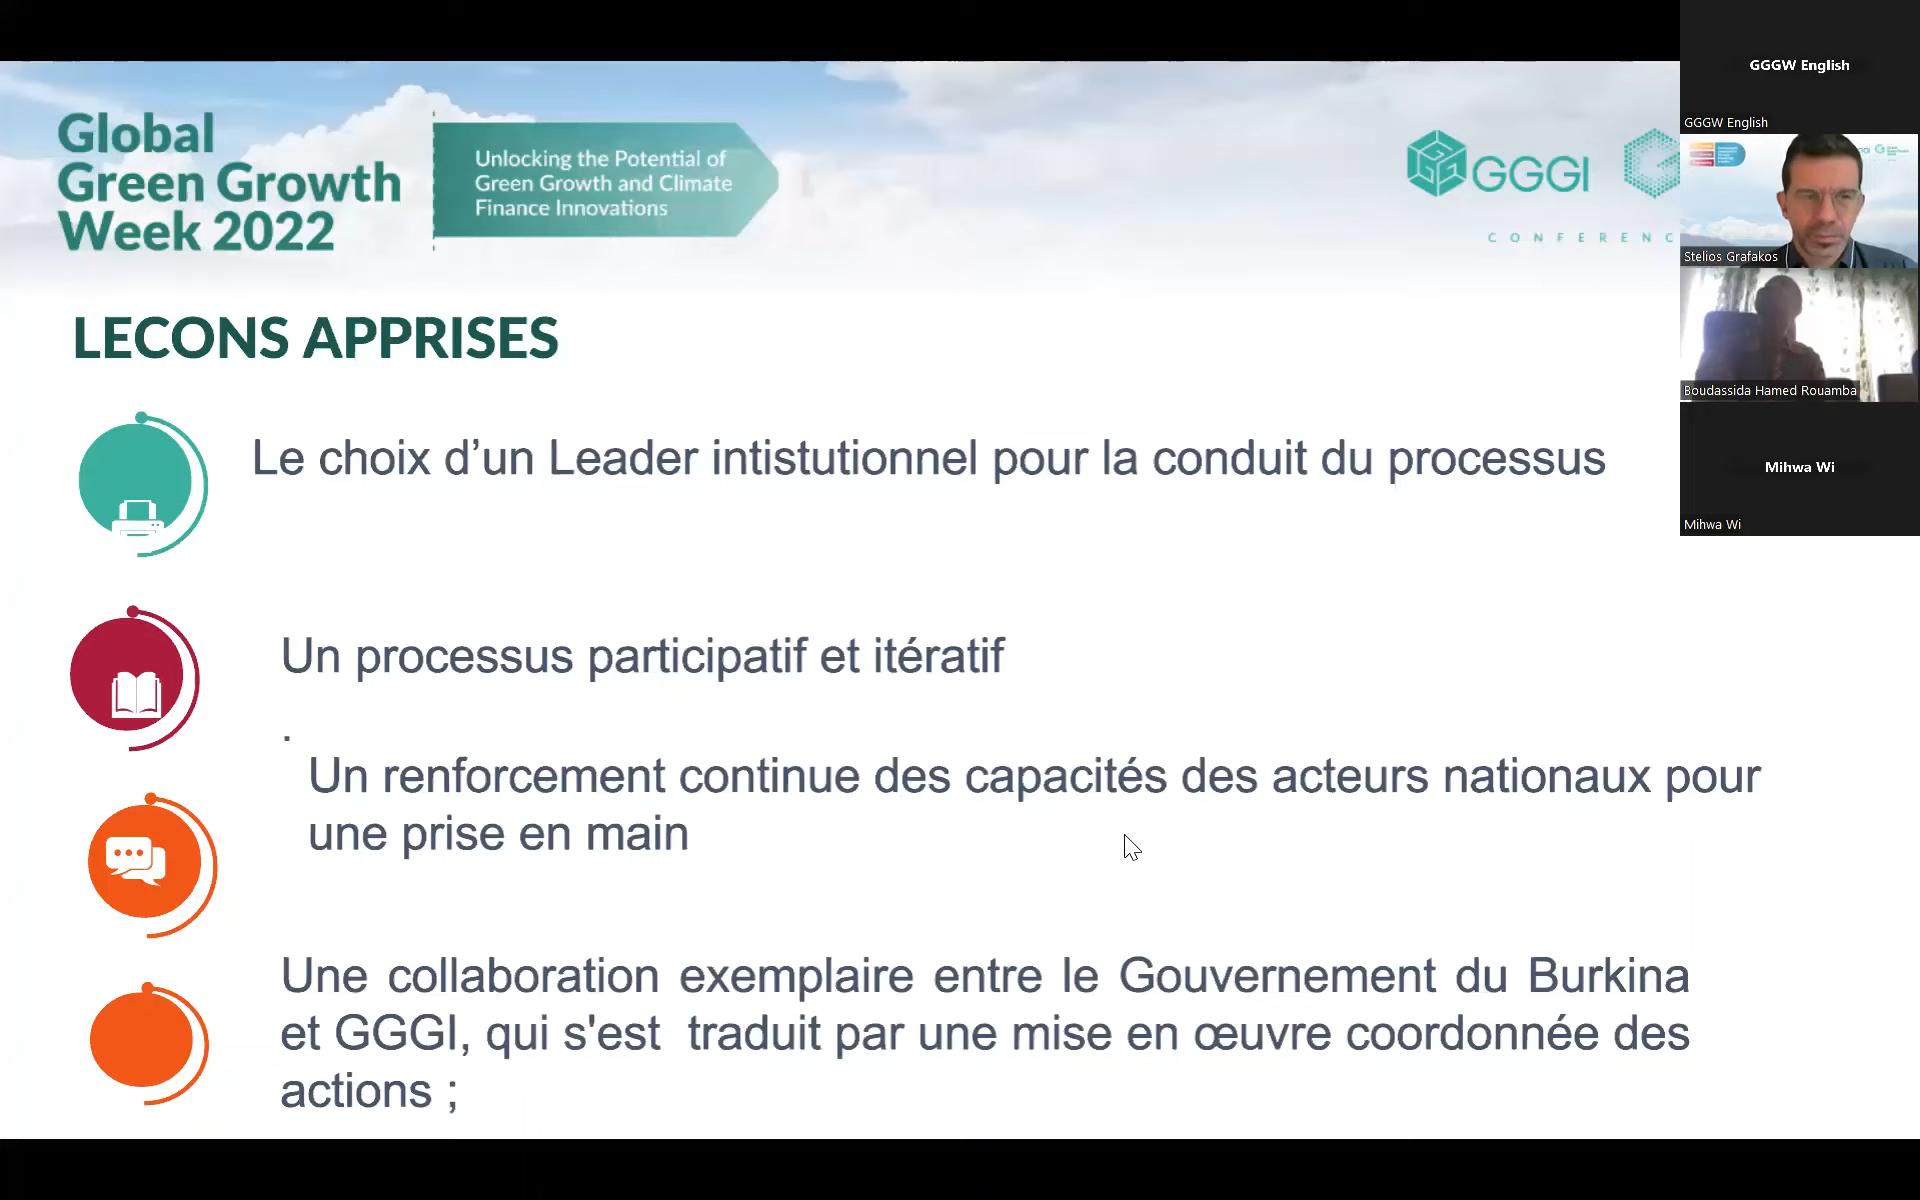 Global
Green Growth
Week 2022
Unlocking the Potential of
Green Growth and Climate
Finance Innovations
GGGI
CONFERENC
LECONS APPRISES
Le choix d’un Leader intistutionnel pour la conduit du processus
Un processus participatif et itératif
.
Un renforcement continue des capacités des acteurs nationaux pour
une prise en main
Une collaboration exemplaire entre le Gouvernement du Burkina
et GGGI, qui s'est  traduit par une mise en œuvre coordonnée des
actions ;
GGGW English
GGGW English
Stelios Grafakos
Boudassida Hamed Rouamba
Mihwa Wi
Mihwa Wi